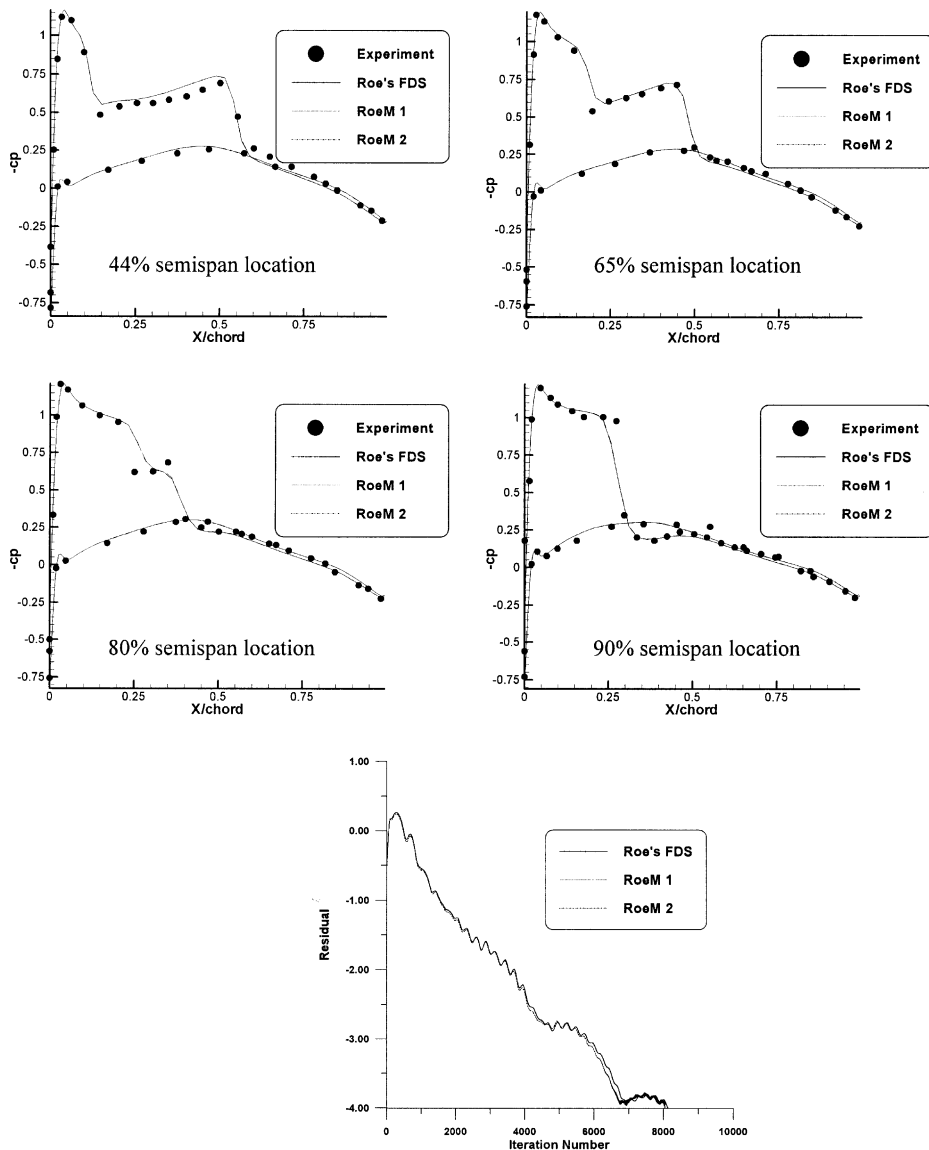 1
0.75
0.5
0.25
0
-0.25
-0.5
-0.75
-cp
0
0.25
0.5
0.75
X/chord
Experiment
Roe's FDS
RoeM 1
RoeM 2
44% semispan location
1
0.75
0.5
0.25
0
-0.25
-0.5
-0.75
-cp
0
0.25
0.5
0.75
X/chord
Experiment
Roe's FDS
RoeM 1
RoeM 2
65% semispan location
1
0.75
0.5
0.25
0
-0.25
-0.5
-0.75
-cp
0
0.25
0.5
0.75
X/chord
Experiment
Roe's FDS
RoeM 1
RoeM 2
80% semispan location
1
0.75
0.5
0.25
0
-0.25
-0.5
-0.75
-cp
0
0.25
0.5
0.75
X/chord
Experiment
Roe's FDS
RoeM 1
RoeM 2
90% semispan location
1.00
0.00
-1.00
-2.00
-3.00
-4.00
Residual
0
2000
4000
6000
8000
10000
Iteration Number
Roe's FDS
RoeM 1
RoeM 2